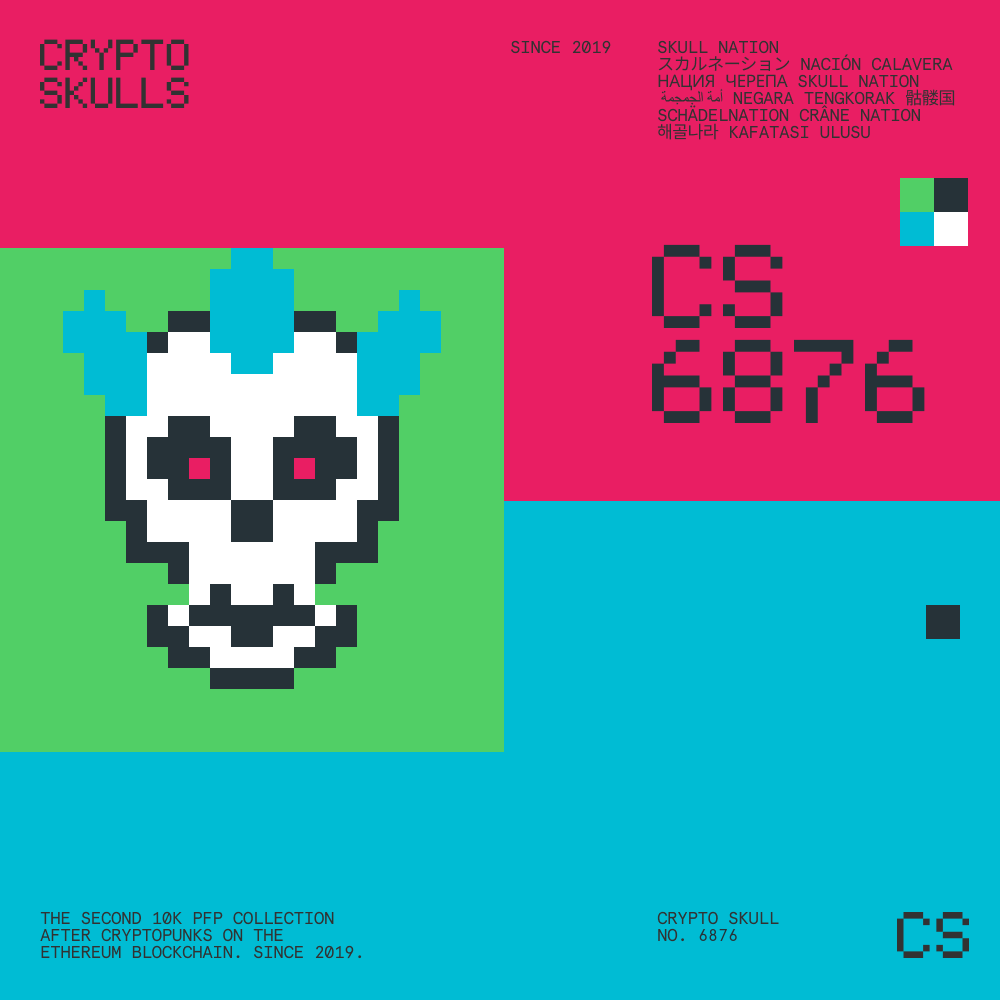 CRYPTO
SKULLS
SINCE 2019
SKULL NATION
スカルネーション NACIÓN CALAVERA
НАЦИЯ ЧЕРЕПА SKULL NATION
أمة الجمجمة NEGARA TENGKORAK 骷髅国
SCHÄDELNATION CRÂNE NATION
해골나라 KAFATASI ULUSU
CS
6876
THE SECOND 10K PFP COLLECTION
AFTER CRYPTOPUNKS ON THE
ETHEREUM BLOCKCHAIN. SINCE 2019.
CRYPTO SKULL
NO. 6876
CS